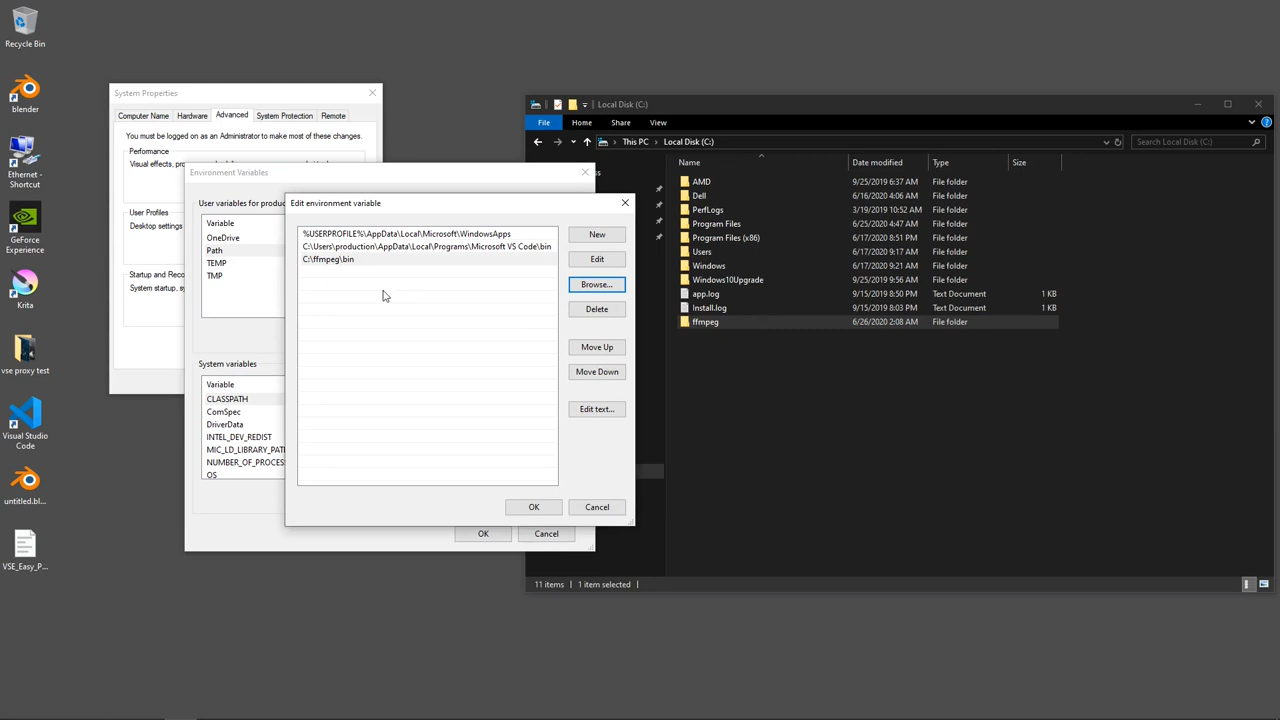 Recycle Bin
blender
Ethernet -
Shortcut
GeForce
Experience
Krita
vse proxy test
Visual Studio
Code
untitled.bl...
VSE_Easy_P...
System Properties
Computer Name Hardware Advanced System Protection Remote
You must be logged on as an Administrator to make most of these changes.
Performance
Visual effects, pro
User Profiles
Desktop settings
Startup and Reco
System startup, s
Environment Variables
User variables for produc
Variable
OneDrive
Path
TEMP
TMP
System variables
Variable
CLASSPATH
ComSpec
DriverData
INTEL_DEV_REDIST
MIC_LD_LIBRARY_PATH
NUMBER_OF_PROCESS
OS
OK Cancel
Edit environment variable
%USERPROFILE%\AppData\Local\Microsoft\WindowsApps
C:\Users\production\AppData\Local\Programs\Microsoft VS Code\bin
C:\ffmpeg\bin
New
Edit
Browse...
Delete
Move Up
Move Down
Edit text...
OK Cancel
Local Disk (C:)
File Home Share View
This PC Local Disk (C:) Search Local Disk (C:)
ss
Name Date modified Type Size
AMD 9/25/2019 6:37 AM File folder
Dell 6/16/2020 4:06 AM File folder
PerfLogs 3/19/2019 10:52 AM File folder
Program Files 6/25/2020 4:47 AM File folder
Program Files (x86) 6/17/2020 8:51 PM File folder
Users 6/17/2020 9:21 PM File folder
Windows 6/17/2020 9:21 AM File folder
Windows10Upgrade 9/15/2019 8:17 PM File folder
app.log 9/15/2019 8:50 PM Text Document 1 KB
Install.log 9/15/2019 8:03 PM Text Document 1 KB
ffmpeg 6/26/2020 2:08 AM File folder
11 items 1 item selected